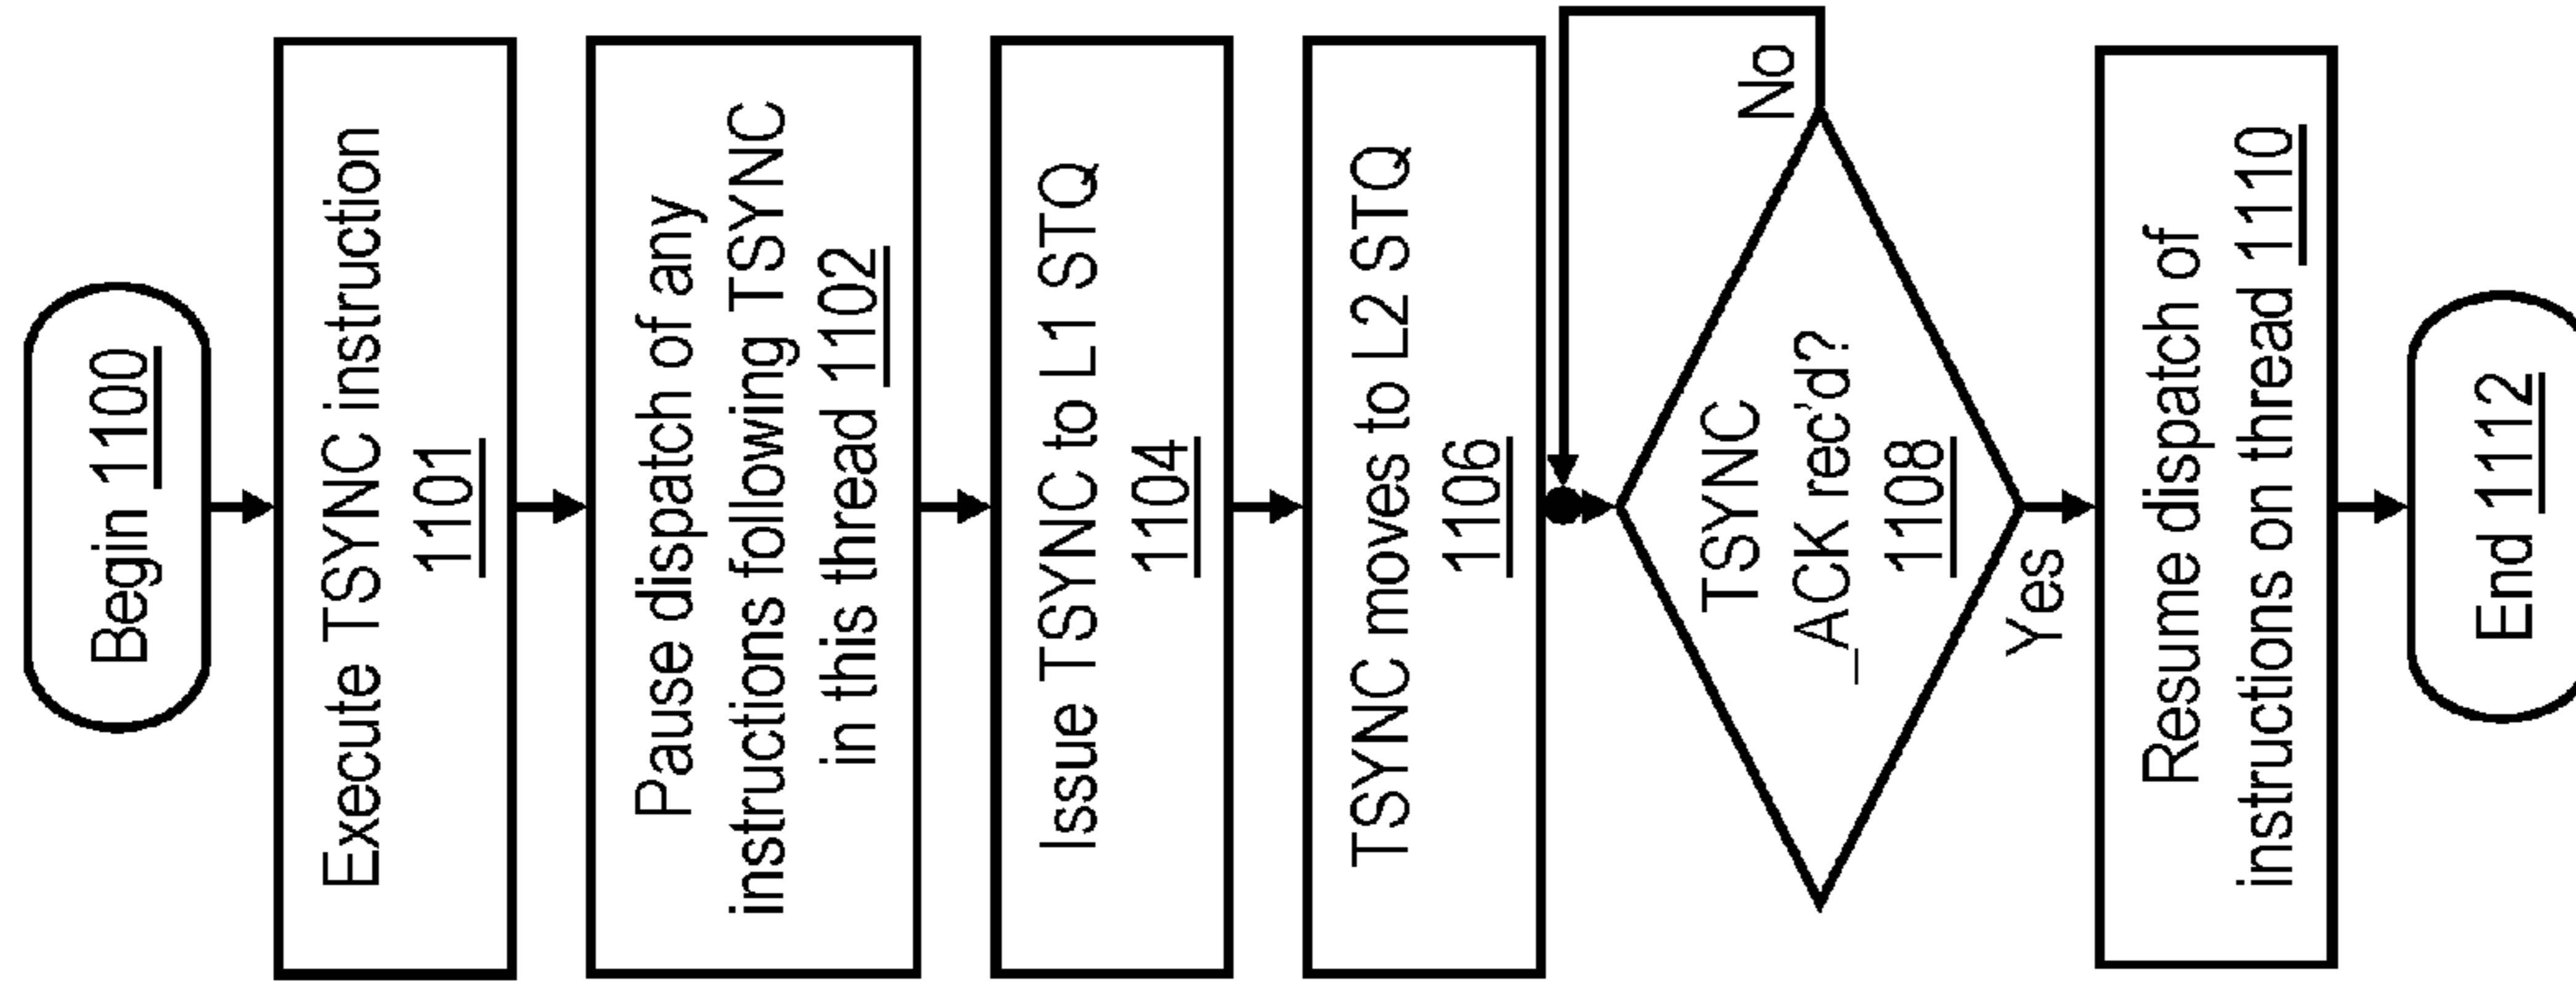 Begin 1100
Execute TSYNC instruction
1101
Pause dispatch of any
instructions following TSYNC
in this thread 1102
Issue TSYNC to L1 STQ
1104
TSYNC moves to L2 STQ
1106
No
TSYNC
_ACK rec'd?
1108
Yes
Resume dispatch of
instructions on thread 1110
End 1112